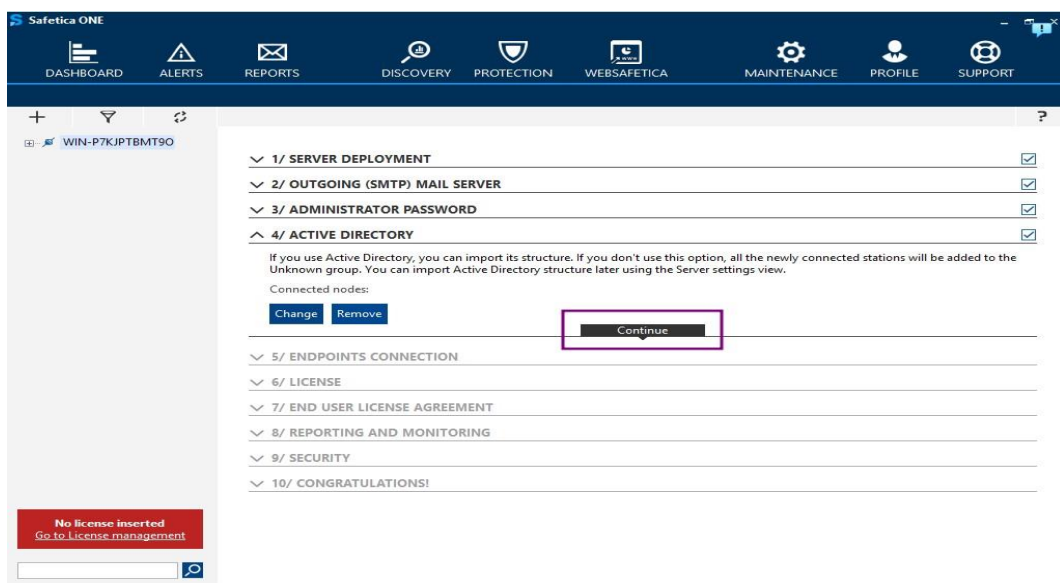 Safetica ONE
DASHBOARD ALERTS REPORTS DISCOVERY PROTECTION WEBSAFETICA MAINTENANCE PROFILE SUPPORT
?
WIN-P7KJPTBMT9O
1/ SERVER DEPLOYMENT
2/ OUTGOING (SMTP) MAIL SERVER
3/ ADMINISTRATOR PASSWORD
4/ ACTIVE DIRECTORY
If you use Active Directory, you can import its structure. If you don't use this option, all the newly connected stations will be added to the
Unknown group. You can import Active Directory structure later using the Server settings view.
Connected nodes:
Change Remove
Continue
5/ ENDPOINTS CONNECTION
6/ LICENSE
7/ END USER LICENSE AGREEMENT
8/ REPORTING AND MONITORING
9/ SECURITY
10/ CONGRATULATIONS!
No license inserted
Go to License management